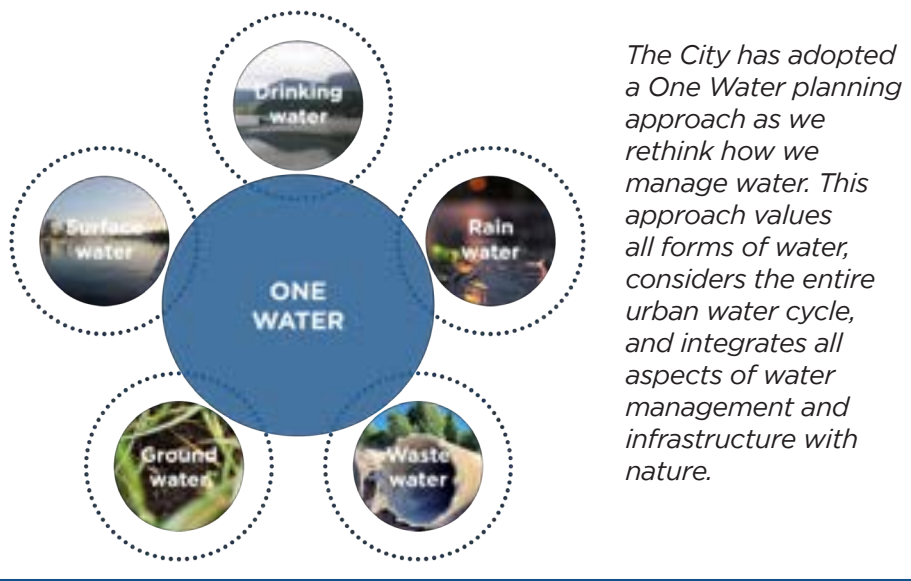 Drinking
water
Surface
water
Rain
water
ONE
WATER
Ground
water
Waste
water
The City has adopted
a One Water planning
approach as we
rethink how we
manage water. This
approach values
all forms of water,
considers the entire
urban water cycle,
and integrates all
aspects of water
management and
infrastructure with
nature.